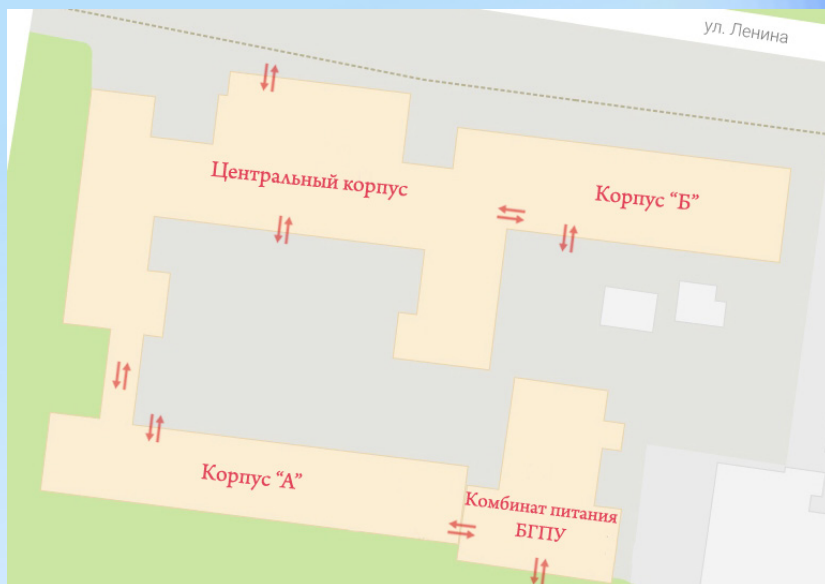 ул. Ленина
Центральный корпус
Корпус “Б”
Корпус “А”
Комбинат питания
БГПУ